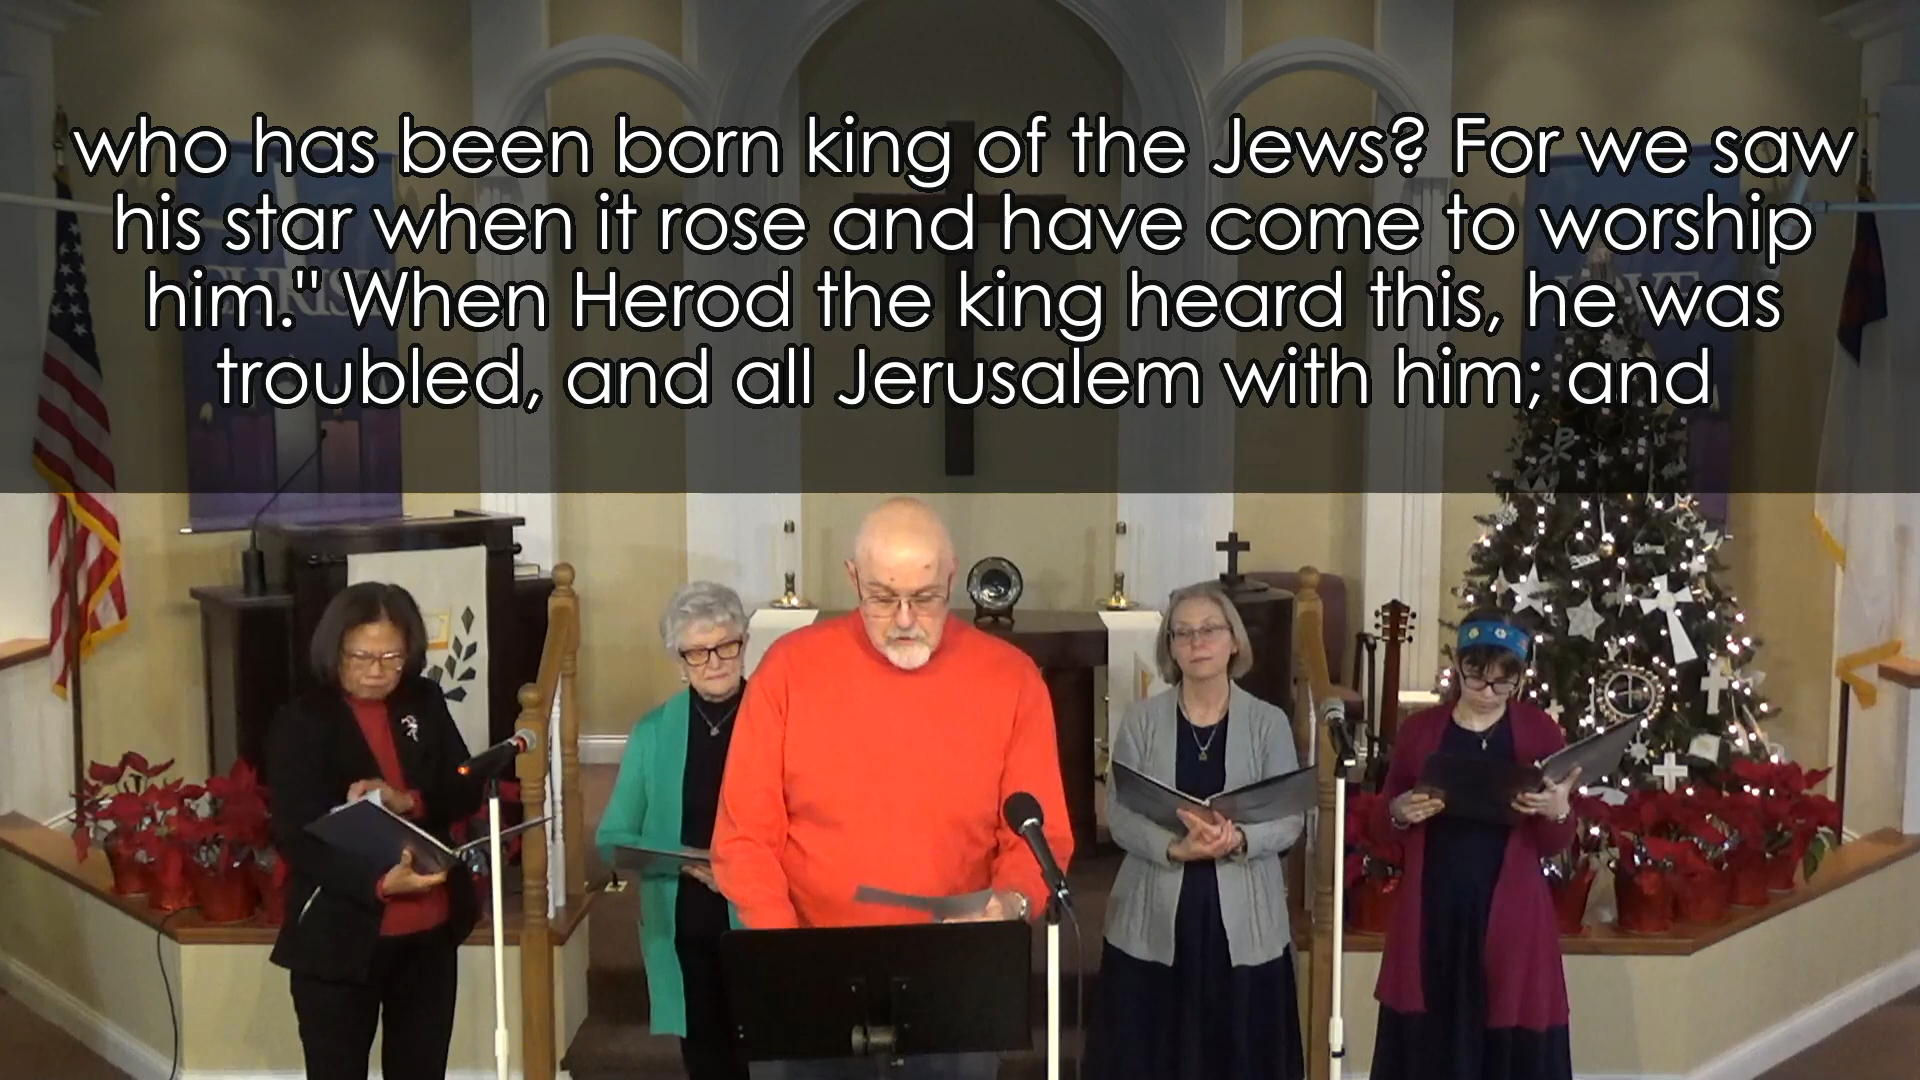 who has been born king of the Jews? For we saw
his star when it rose and have come to worship
him." When Herod the king heard this, he was
troubled, and all Jerusalem with him; and
CHRIST